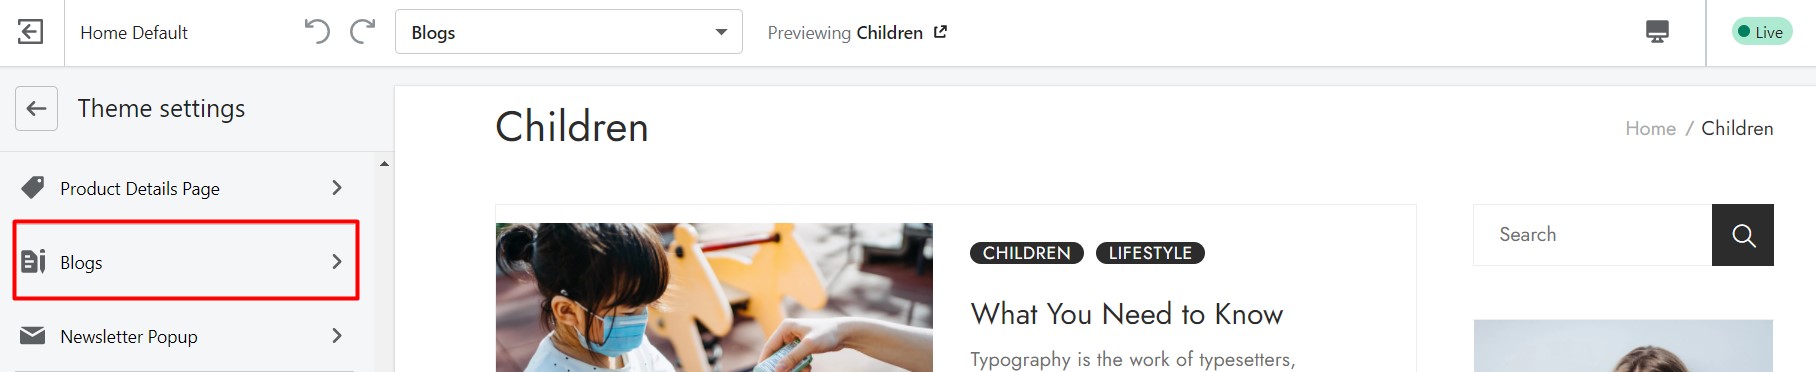 Home Default
Blogs
Previewing Children
Live
Theme settings
Product Details Page
Blogs
Newsletter Popup
Children
Home / Children
CHILDREN LIFESTYLE
What You Need to Know
Typography is the work of typesetters,
Search